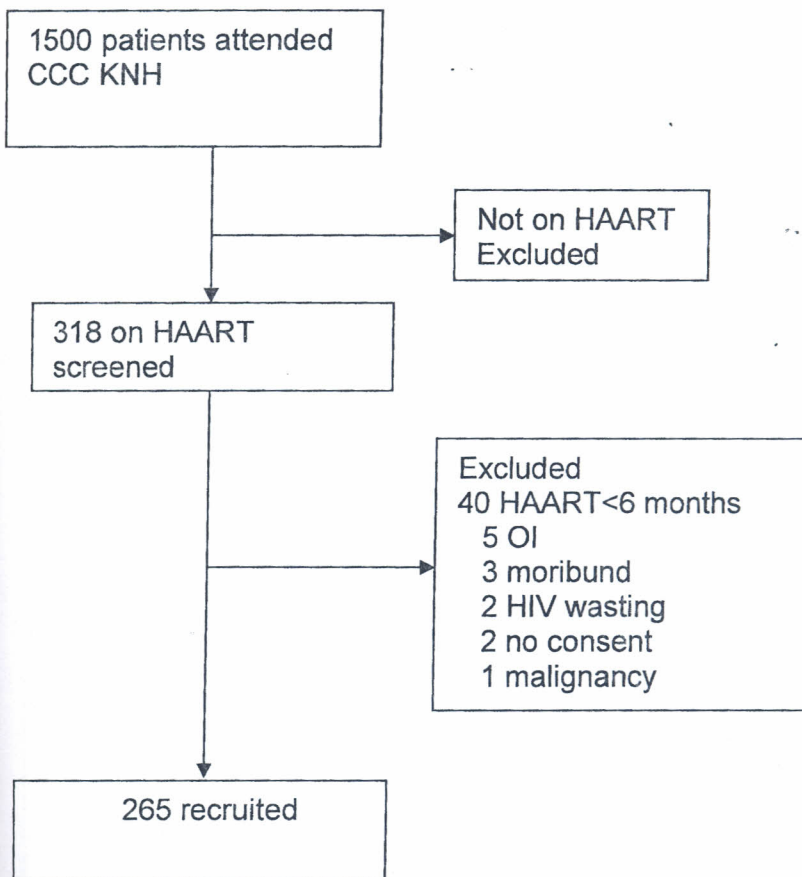 1500 patients attended
CCC KNH
Not on HAART
Excluded
318 on HAART
screened
Excluded
40 HAART<6 months
5 OI
3 moribund
2 HIV wasting
2 no consent
1 malignancy
265 recruited